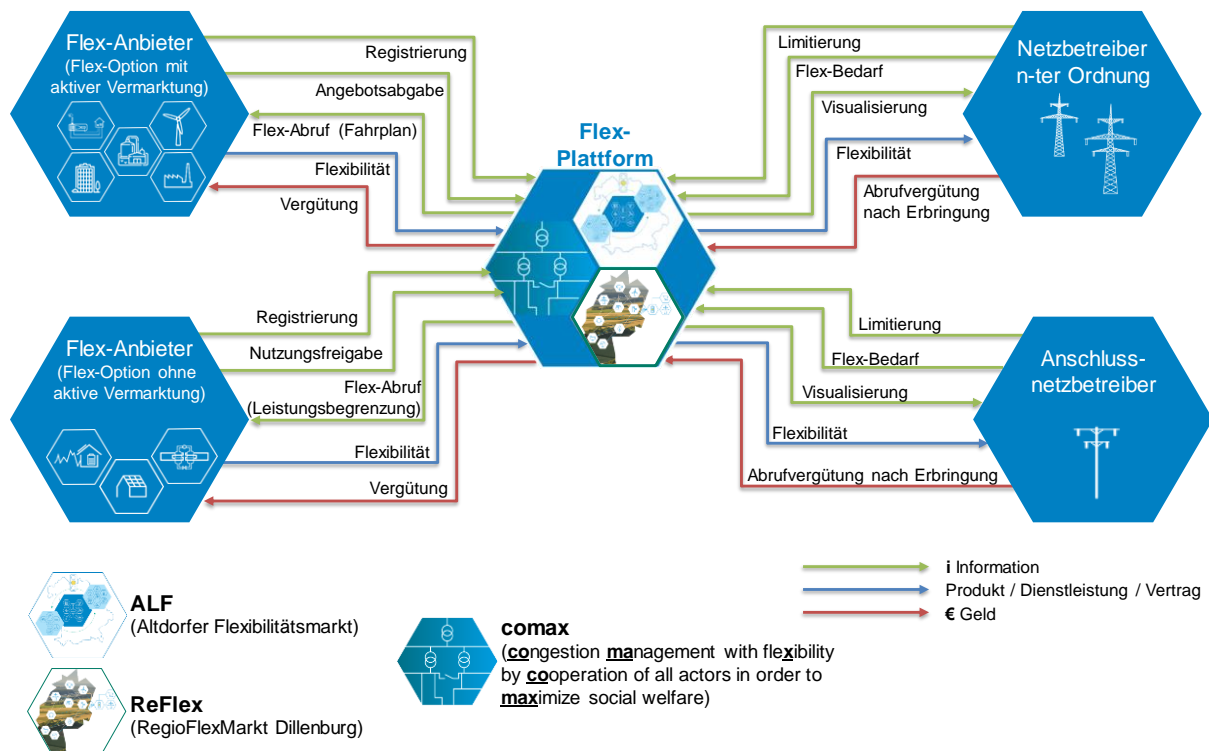 Flex-Anbieter
(Flex-Option mit
aktiver Vermarktung)
Registrierung
Angebotsabgabe
Flex-Abruf (Fahrplan)
Flexibilität
Vergütung
Flex-
Plattform
Limitierung
Flex-Bedarf
Visualisierung
Flexibilität
Abrufvergütung
nach Erbringung
Netzbetreiber
n-ter Ordnung
Flex-Anbieter
(Flex-Option ohne
aktive Vermarktung)
Registrierung
Nutzungsfreigabe
Flex-Abruf
(Leistungsbegrenzung)
Flexibilität
Vergütung
Limitierung
Flex-Bedarf
Visualisierung
Flexibilität
Abrufvergütung nach Erbringung
Anschluss-
netzbetreiber
ALF
(Altdorfer Flexibilitätsmarkt)
ReFlex
(RegioFlexMarkt Dillenburg)
comax
(congestion management with flexibility
by cooperation of all actors in order to
maximize social welfare)
i Information
Produkt / Dienstleistung / Vertrag
€ Geld